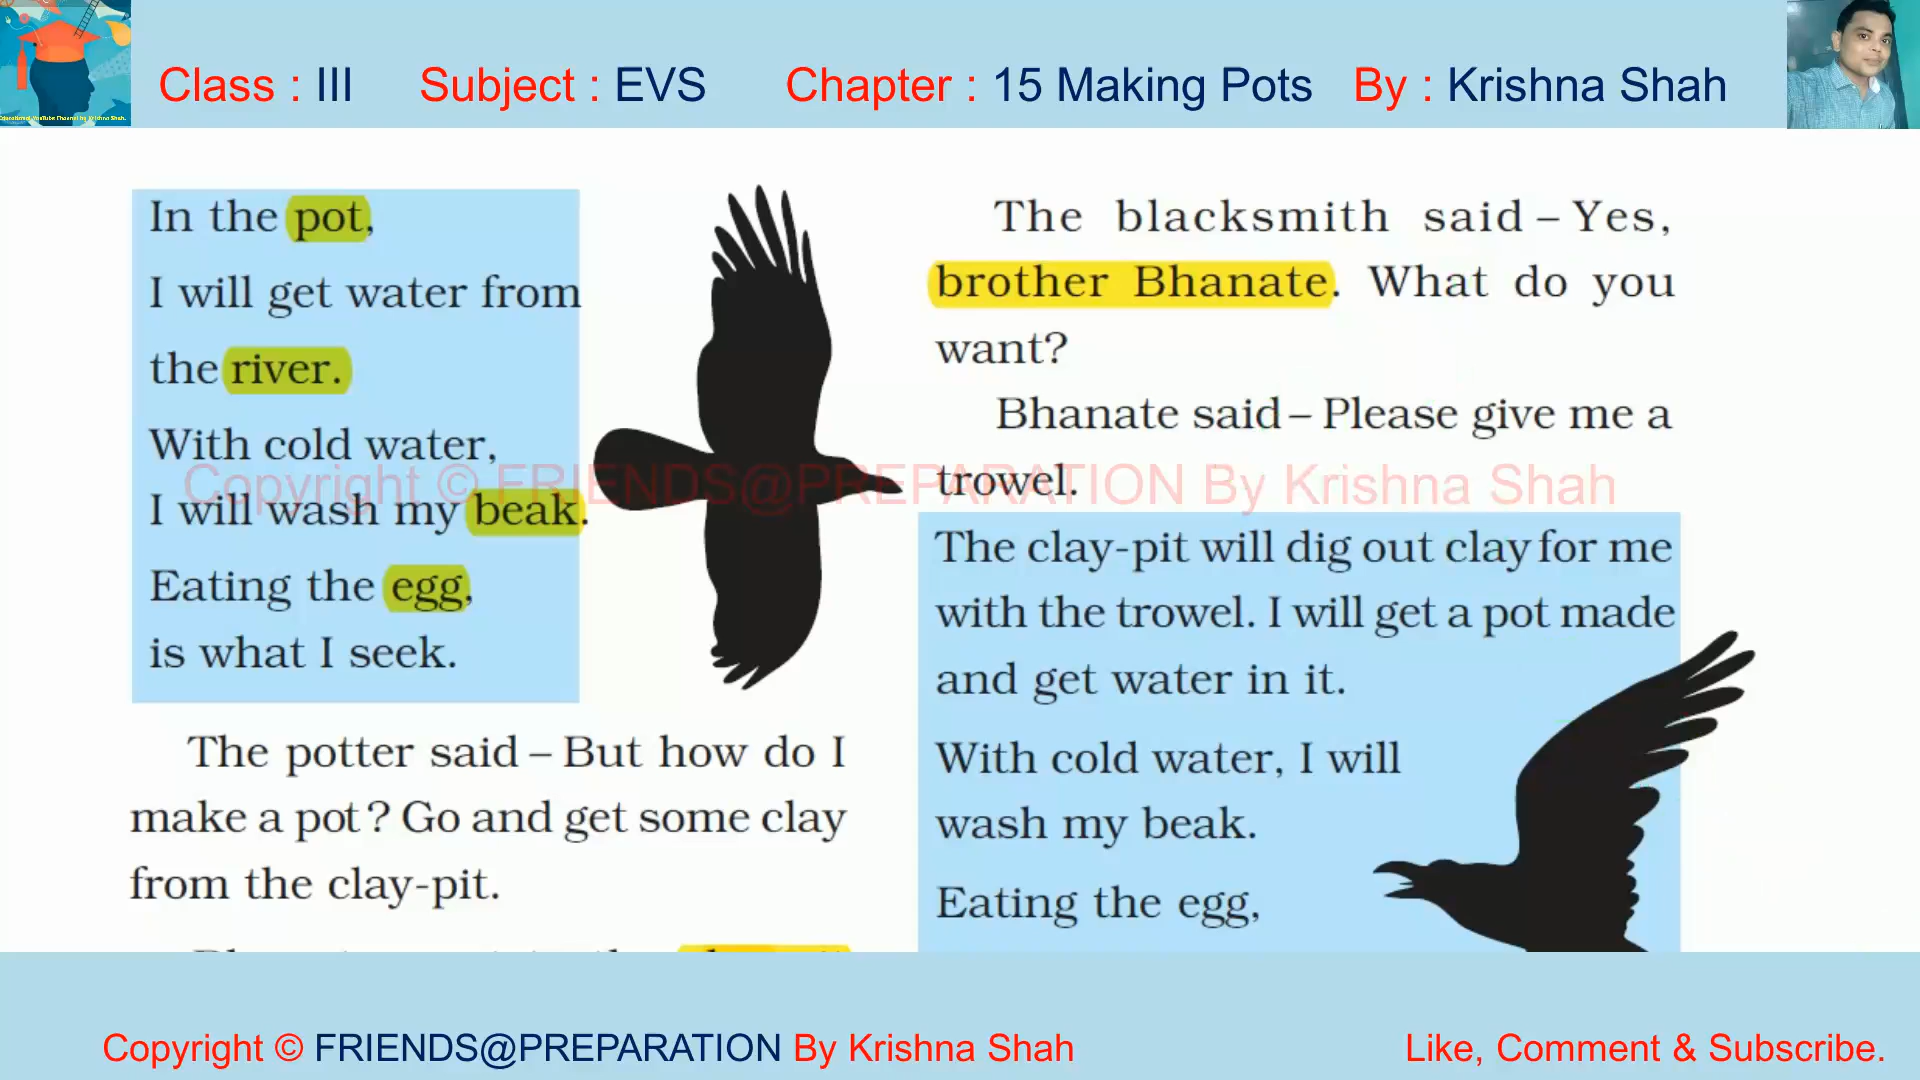 Class : III Subject : EVS Chapter : 15 Making Pots By : Krishna Shah
In the pot,
I will get water from
the river.
With cold water,
I will wash my beak.
Eating the egg,
is what I seek.
The potter said – But how do I
make a pot? Go and get some clay
from the clay-pit.
The blacksmith said – Yes,
brother Bhanate. What do you
want?
Bhanate said – Please give me a
trowel.
The clay-pit will dig out clay for me
with the trowel. I will get a pot made
and get water in it.
With cold water, I will
wash my beak.
Eating the egg,
Copyright © FRIENDS@PREPARATION By Krishna Shah
Copyright © FRIENDS@PREPARATION By Krishna Shah
Like, Comment & Subscribe.